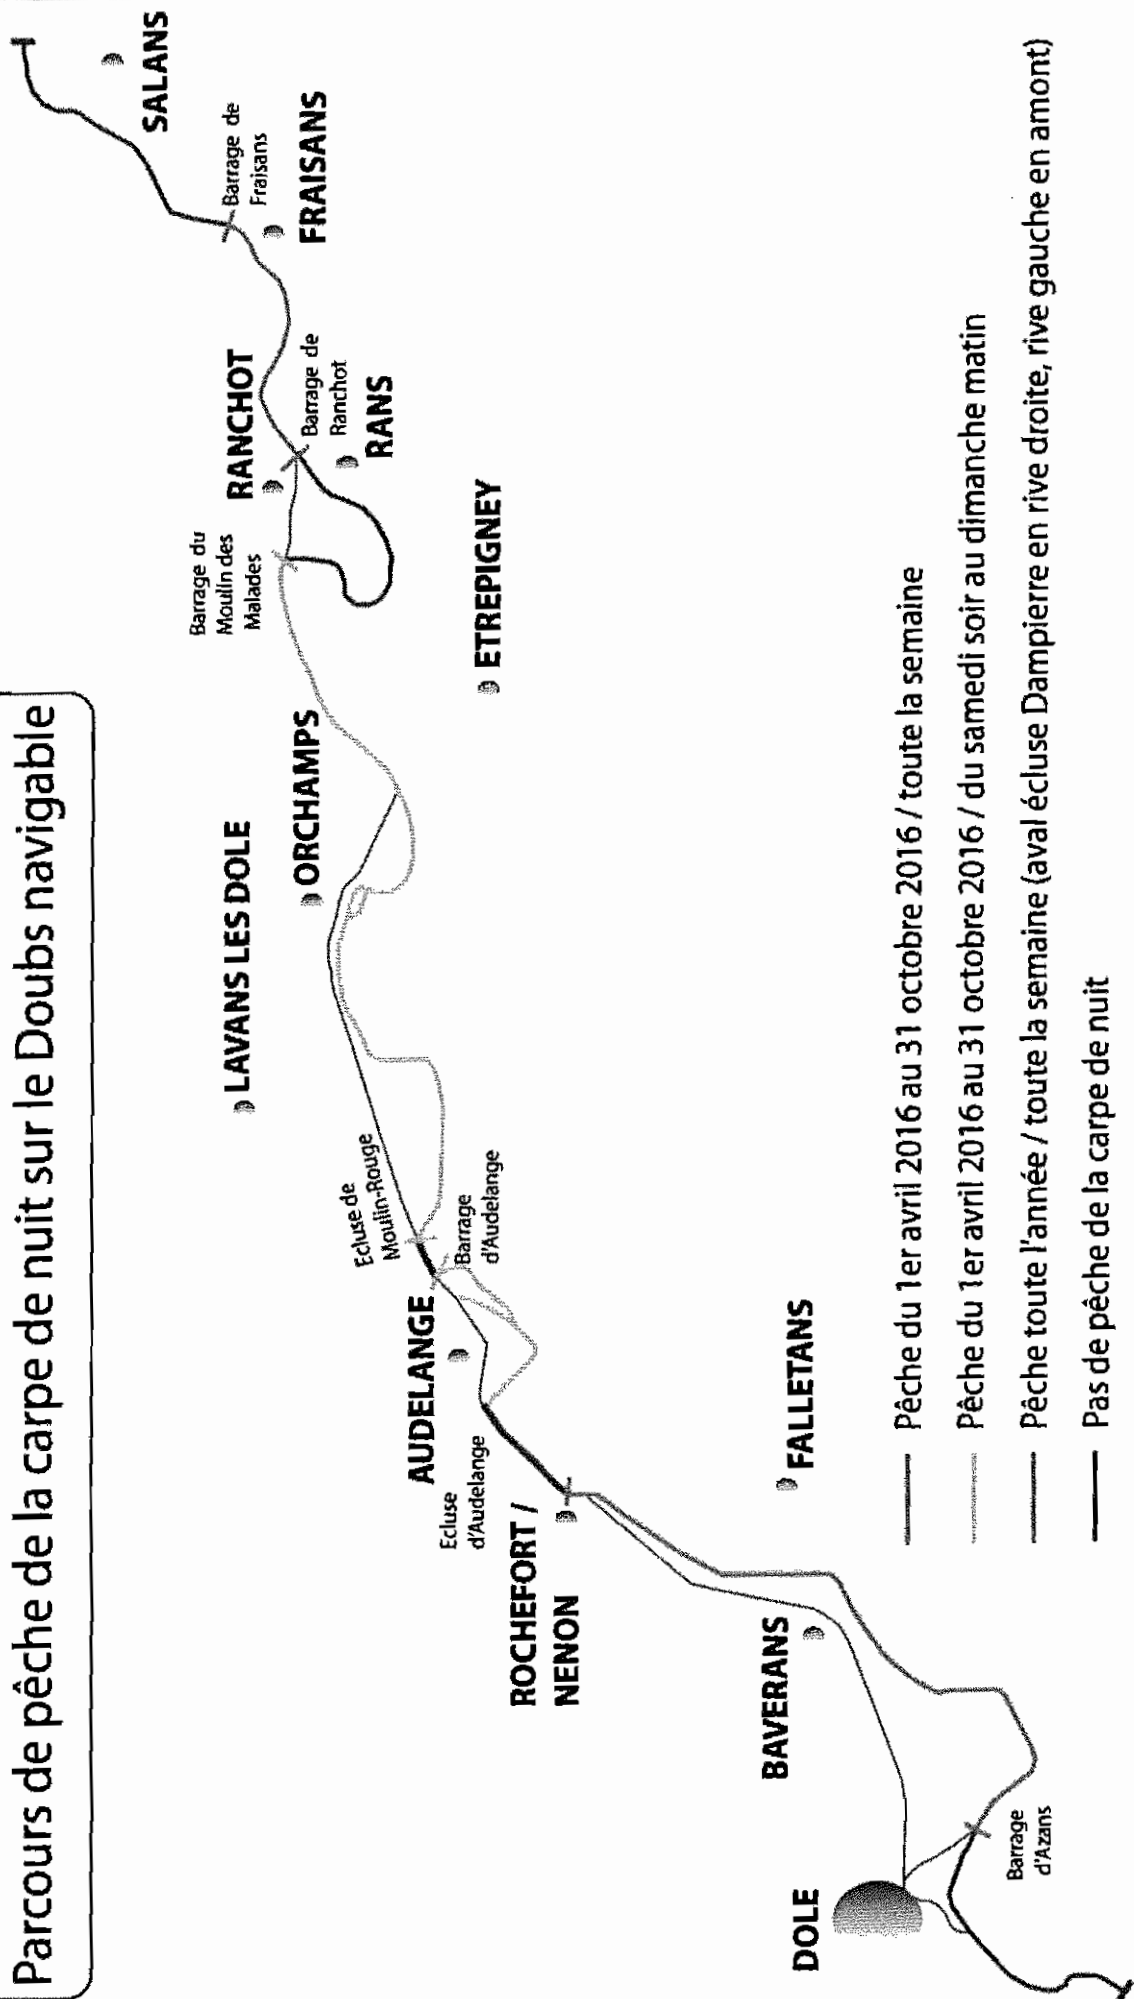 Parcours de pêche de la carpe de nuit sur le Doubs navigable
SALANS
Barrage de
Fraisans
FRAISANS
RANCHOT
Barrage de
Ranchot
RANS
Barrage du
Moulin des
Malades
ETREPIGNEY
ORCHAMPS
LAVANS LES DOLE
Ecluse de
Moulin-Rouge
Barrage
d'Audelange
AUDELANGE
Ecluse
d'Audelange
ROCHEFORT /
NENON
FALLETANS
BAVERANS
DOLE
Barrage
d'Azans
Pêche du 1er avril 2016 au 31 octobre 2016 / toute la semaine
Pêche du 1er avril 2016 au 31 octobre 2016 / du samedi soir au dimanche matin
Pêche toute l'année / toute la semaine (aval écluse Dampierre en rive droite, rive gauche en amont)
Pas de pêche de la carpe de nuit